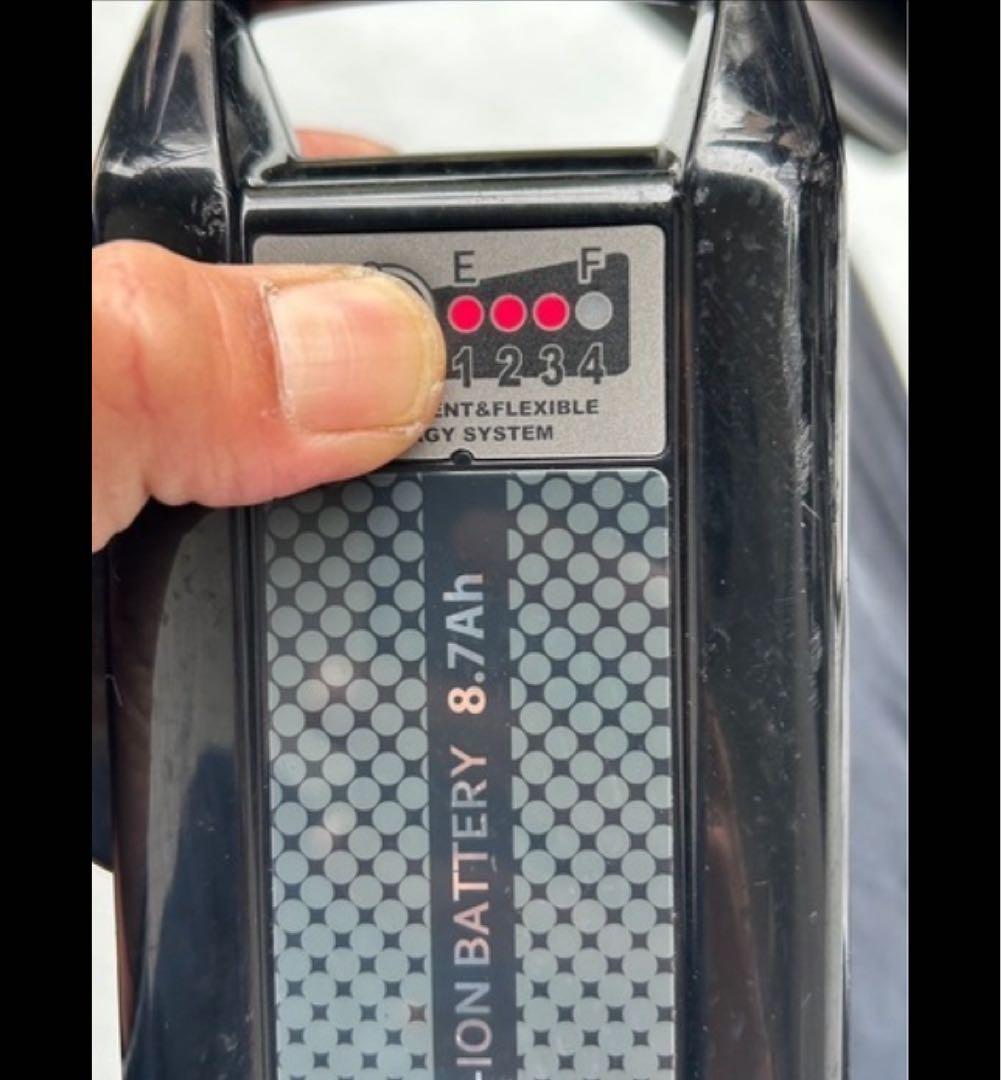 E F
1 2 3 4
ENT&FLEXIBLE
GY SYSTEM
-ION BATTERY 8.7Ah